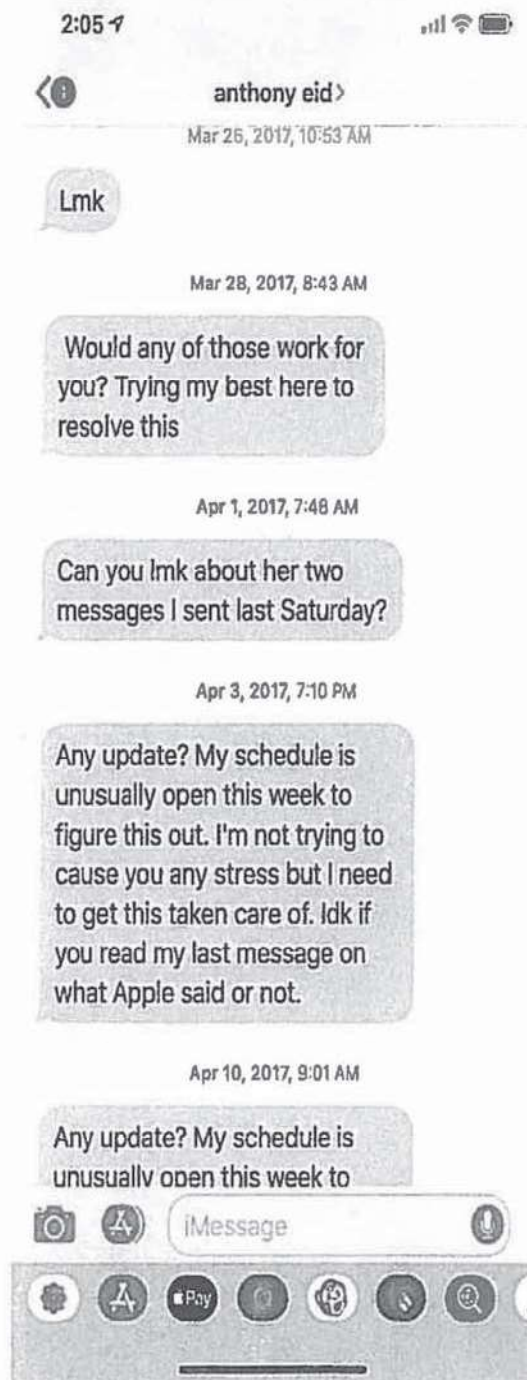 2:05
anthony eid>
Mar 26, 2017, 10:53 AM
Lmk
Mar 28, 2017, 8:43 AM
Would any of those work for
you? Trying my best here to
resolve this
Apr 1, 2017, 7:48 AM
Can you lmk about her two
messages I sent last Saturday?
Apr 3, 2017, 7:10 PM
Any update? My schedule is
unusually open this week to
figure this out. I'm not trying to
cause you any stress but I need
to get this taken care of. Idk if
you read my last message on
what Apple said or not.
Apr 10, 2017, 9:01 AM
Any update? My schedule is
unusually open this week to
iMessage
Pay